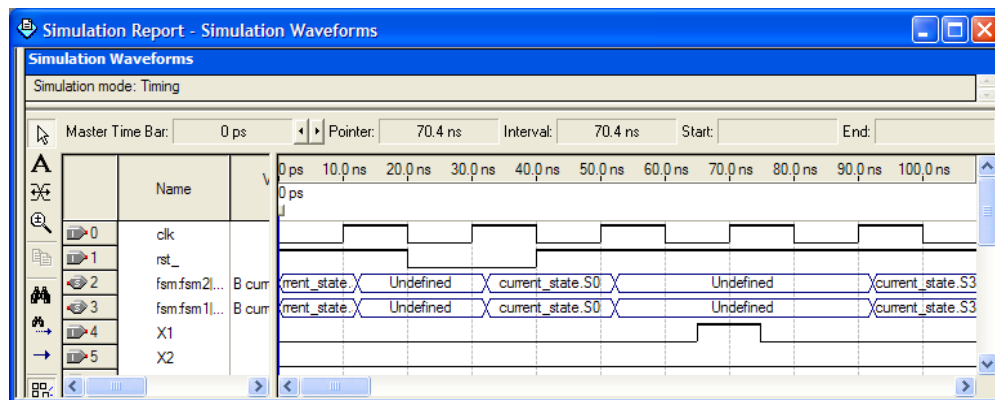 Simulation Report - Simulation Waveforms
Simulation Waveforms
Simulation mode: Timing
Master Time Bar: 0 ps Pointer: 70.4 ns Interval: 70.4 ns Start: End:
A
Name V
0 ps 10.0 ns 20.0 ns 30.0 ns 40.0 ns 50.0 ns 60.0 ns 70.0 ns 80.0 ns 90.0 ns 100.0 ns
0 ps
0 clk
1 rst_
2 fsm:fsm2|... B curr rrent_state. Undefined current_state.S0 Undefined current_state.S3
3 fsm:fsm1|... B curr rrent_state. Undefined current_state.S0 Undefined current_state.S3
4 X1
5 X2